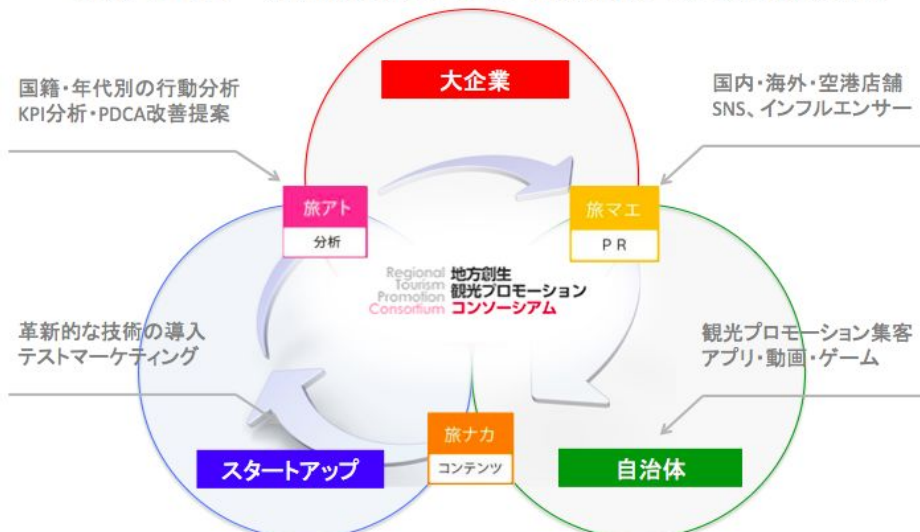 大企業
国籍・年代別の行動分析
KPI分析・PDCA改善提案
国内・海外・空港店舗
SNS、インフルエンサー
旅アト
分析
旅マエ
PR
Regional
Tourism
Promotion
Consortium
地方創生
観光プロモーション
コンソーシアム
革新的な技術の導入
テストマーケティング
観光プロモーション集客
アプリ・動画・ゲーム
旅ナカ
コンテンツ
スタートアップ
自治体